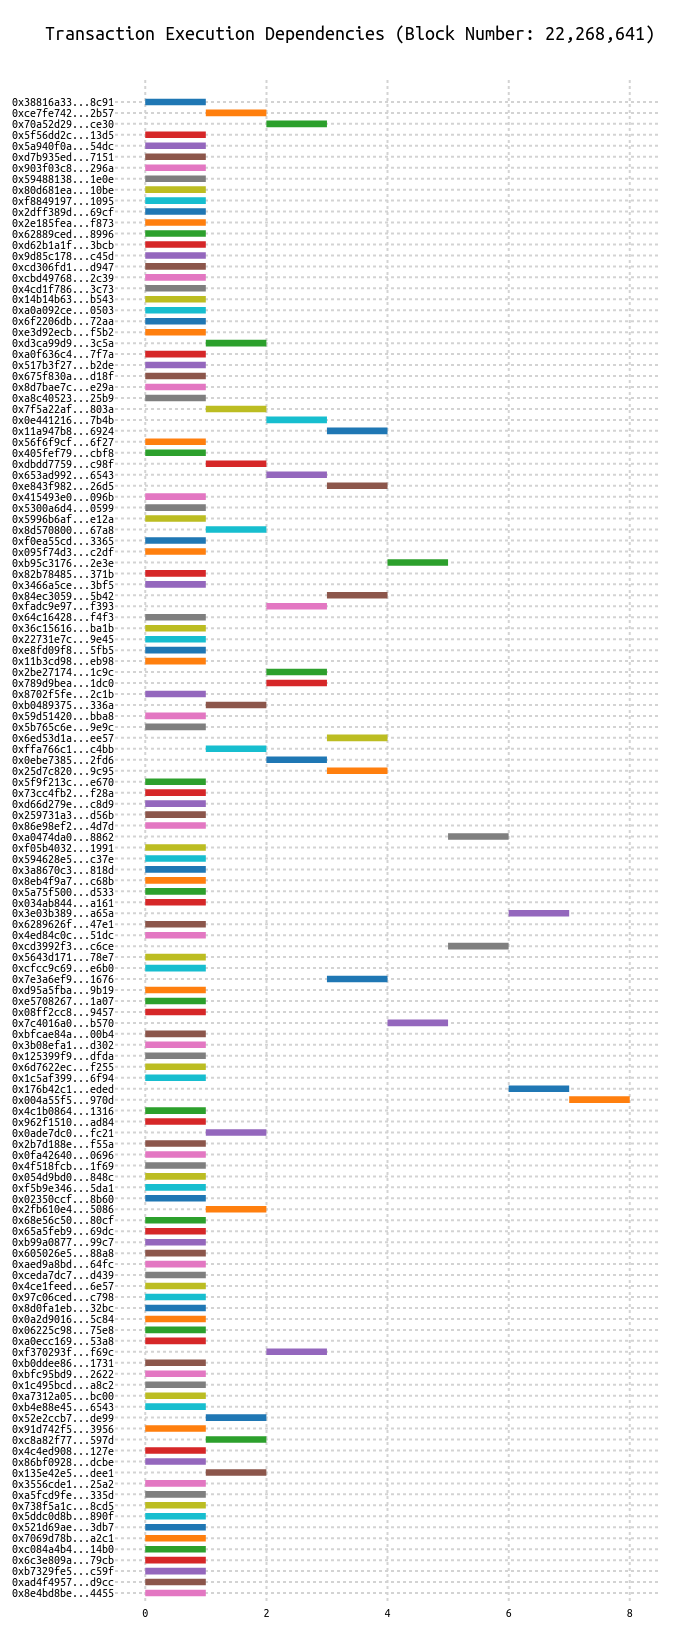 Transaction Execution Dependencies (Block Number: 22,268,641)
0x38816a33...8c91
0xce7fe742...2b57
0x70a52d29...ce30
0x5f56dd2c...13d5
0x5a940f0a...54dc
0xd7b935ed...7151
0x903f03c8...296a
0x59488138...1e0e
0x80d681ea...10be
0xf8849197...1095
0x2dff389d...69cf
0x2e185fea...f873
0x62889ced...8996
0xd62b1a1f...3bcb
0x9d85c178...c45d
0xcd306fd1...d947
0xcbd49768...2c39
0x4cd1f786...3c73
0x14b14b63...b543
0xa0a092ce...0503
0x6f2206db...72aa
0xe3d92ecb...f5b2
0xd3ca99d9...3c5a
0xa0f636c4...7f7a
0x517b3f27...b2de
0x675f830a...d18f
0x8d7bae7c...e29a
0xa8c40523...25b9
0x7f5a22af...803a
0x0e441216...7b4b
0x11a947b8...6924
0x56f6f9cf...6f27
0x405fef79...cbf8
0xdbdd7759...c98f
0x653ad992...6543
0xe843f982...26d5
0x415493e0...096b
0x5300a6d4...0599
0x5996b6af...e12a
0x8d570800...67a8
0xf0ea55cd...3365
0x095f74d3...c2df
0xb95c3176...2e3e
0x82b78485...371b
0x3466a5ce...3bf5
0x84ec3059...5b42
0xfadc9e97...f393
0x64c16428...f4f3
0x36c15616...ba1b
0x22731e7c...9e45
0xe8fd09f8...5fb5
0x11b3cd98...eb98
0x2be27174...1c9c
0x789d9bea...1dc0
0x8702f5fe...2c1b
0xb0489375...336a
0x59d51420...bba8
0x5b765c6e...9e9c
0x6ed53d1a...ee57
0xffa766c1...c4bb
0x0ebe7385...2fd6
0x25d7c820...9c95
0x5f9f213c...e670
0x73cc4fb2...f28a
0xd66d279e...c8d9
0x259731a3...d56b
0x86e98ef2...4d7d
0xa0474da0...8862
0xf05b4032...1991
0x594628e5...c37e
0x3a8670c3...818d
0x8eb4f9a7...c68b
0x5a75f500...d533
0x034ab844...a161
0x3e03b389...a65a
0x6289626f...47e1
0x4ed84c0c...51dc
0xcd3992f3...c6ce
0x5643d171...78e7
0xcfcc9c69...e6b0
0x7e3a6ef9...1676
0xd95a5fba...9b19
0xe5708267...1a07
0x08ff2cc8...9457
0x7c4016a0...b570
0xbfcae84a...00b4
0x3b08efa1...d302
0x125399f9...dfda
0x6d7622ec...f255
0x1c5af399...6f94
0x176b42c1...eded
0x004a55f5...970d
0x4c1b0864...1316
0x962f1510...ad84
0x0ade7dc0...fc21
0x2b7d188e...f55a
0x0fa42640...0696
0x4f518fcb...1f69
0x054d9bd0...848c
0xf5b9e346...5da1
0x02350ccf...8b60
0x2fb610e4...5086
0x68e56c50...80cf
0x65a5feb9...69dc
0xb99a0877...99c7
0x605026e5...88a8
0xaed9a8bd...64fc
0xceda7dc7...d439
0x4ce1feed...6e57
0x97c06ced...c798
0x8d0fa1eb...32bc
0x0a2d9016...5c84
0x06225c98...75e8
0xa0ecc169...53a8
0xf370293f...f69c
0xb0ddee86...1731
0xbfc95bd9...2622
0x1c495bcd...a8c2
0xa7312a05...bc00
0xb4e88e45...6543
0x52e2ccb7...de99
0x91d742f5...3956
0xc8a82f77...597d
0x4c4ed908...127e
0x86bf0928...dcbe
0x135e42e5...dee1
0x3556cde1...25a2
0xa5fcd9fe...335d
0x738f5a1c...8cd5
0x5ddc0d8b...890f
0x521d69ae...3db7
0x7069d78b...a2c1
0xc084a4b4...14b0
0x6c3e809a...79cb
0xb7329fe5...c59f
0xad4f4957...d9cc
0x8e4bd8be...4455
0 2 4 6 8